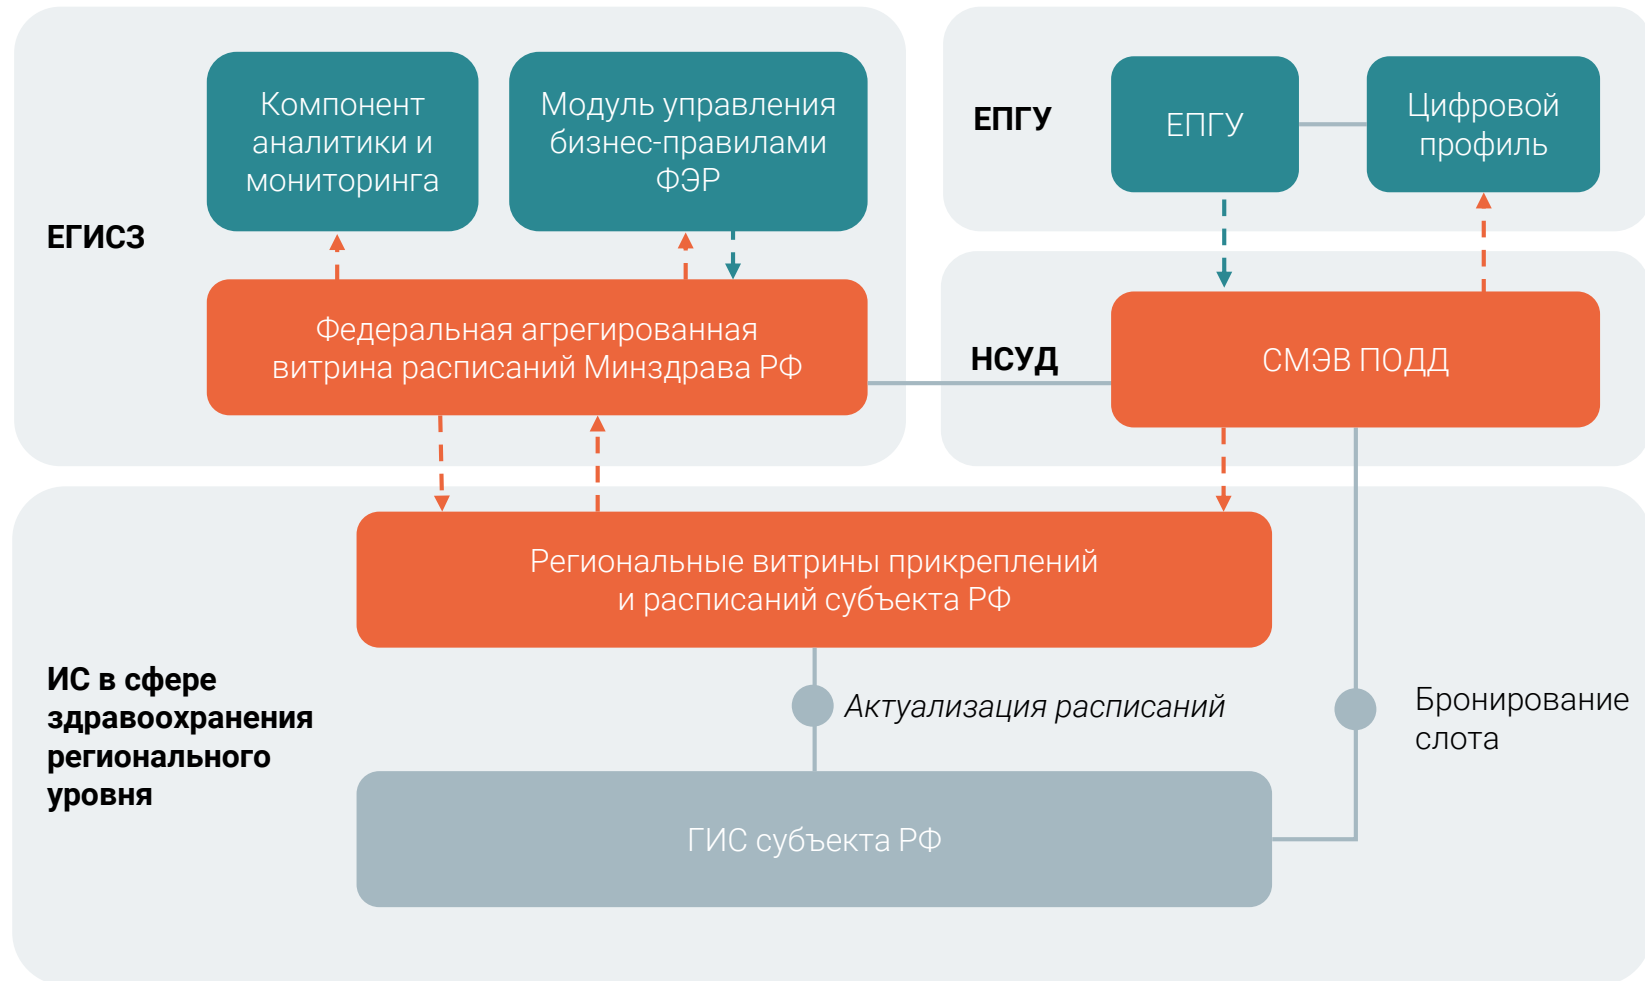 ЕГИСЗ
Компонент
аналитики и
мониторинга
Модуль управления
бизнес-правилами
ФЭР
Федеральная агрегированная
витрина расписаний Минздрава РФ
ЕПГУ
ЕПГУ
Цифровой
профиль
НСУД
СМЭВ ПОДД
Региональные витрины прикреплений
и расписаний субъекта РФ
ИС в сфере
здравоохранения
регионального
уровня
Актуализация расписаний
Бронирование
слота
ГИС субъекта РФ